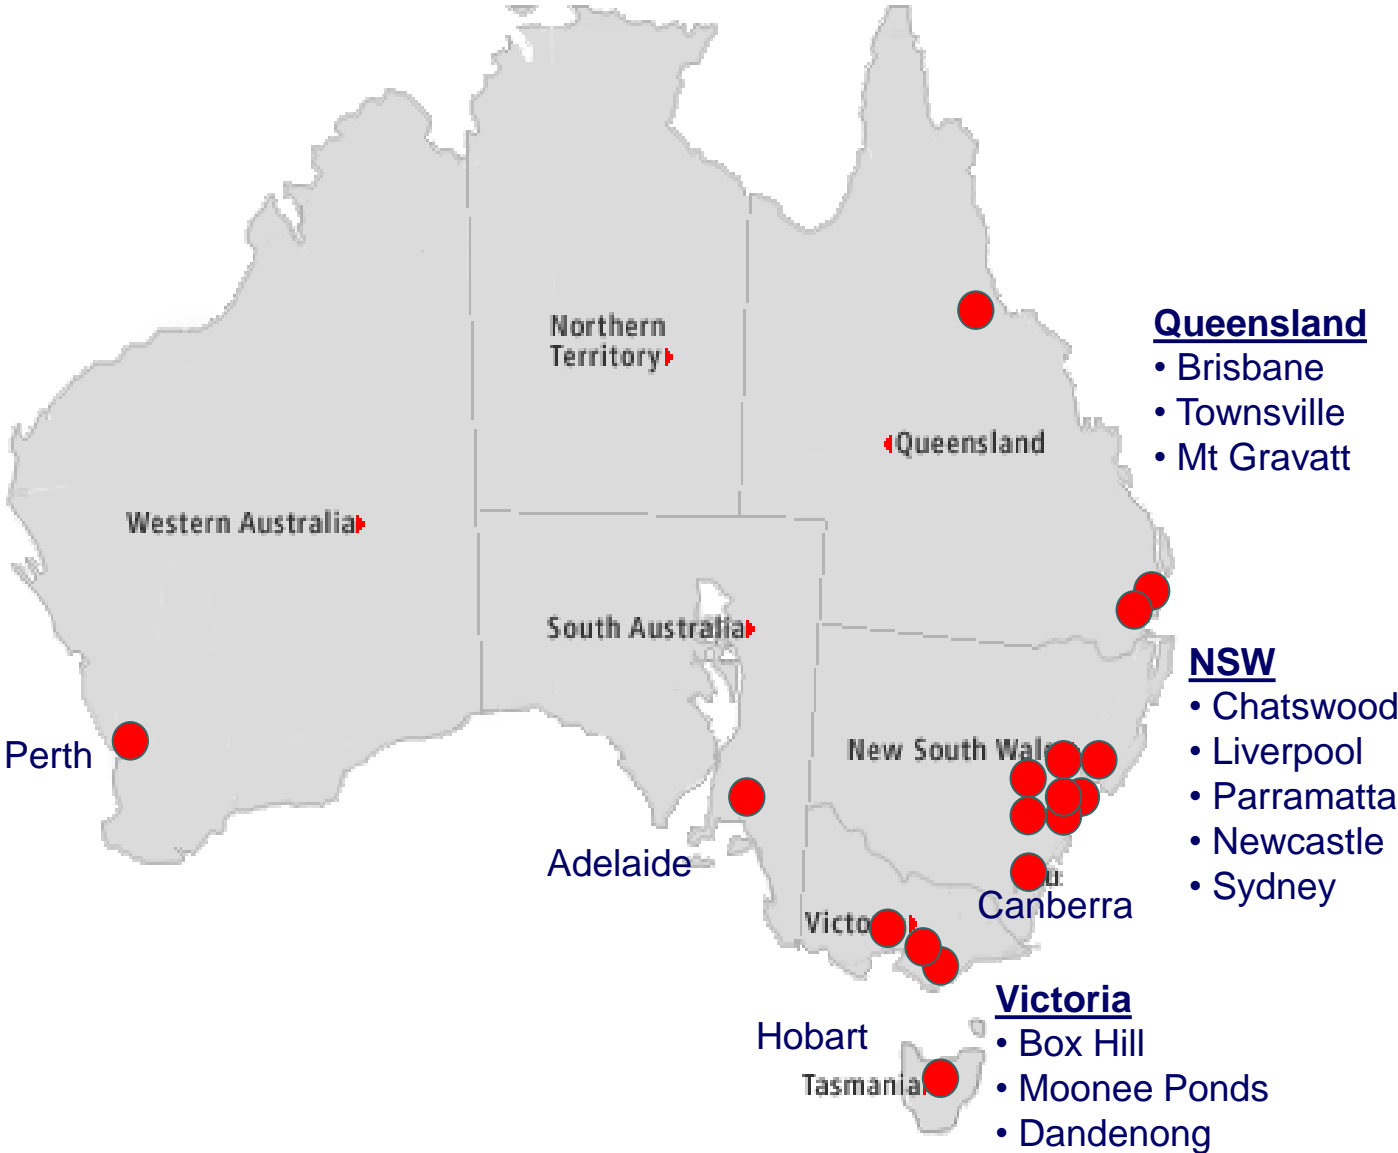 Northern
Territory
Queensland
• Brisbane
• Townsville
• Mt Gravatt
Queensland
Western Australia
South Australia
NSW
• Chatswood
• Liverpool
• Parramatta
• Newcastle
• Sydney
Perth
New South Wal
Adelaide
Canberra
Victo
Victoria
• Box Hill
• Moonee Ponds
• Dandenong
Hobart
Tasmania